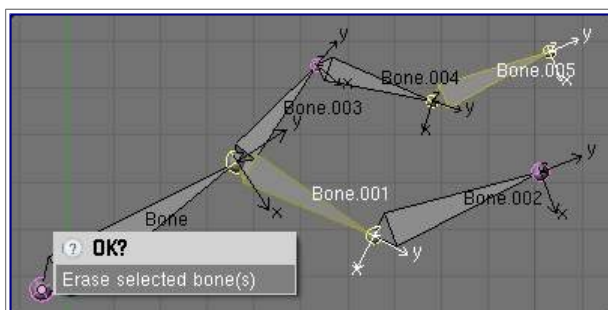 y
y
Bone.005
x
Bone.004
y
x
Bone.003
x
y
y
Bone.001
Bone.002
x
x
Bone
y
x
OK?
Erase selected bone(s)